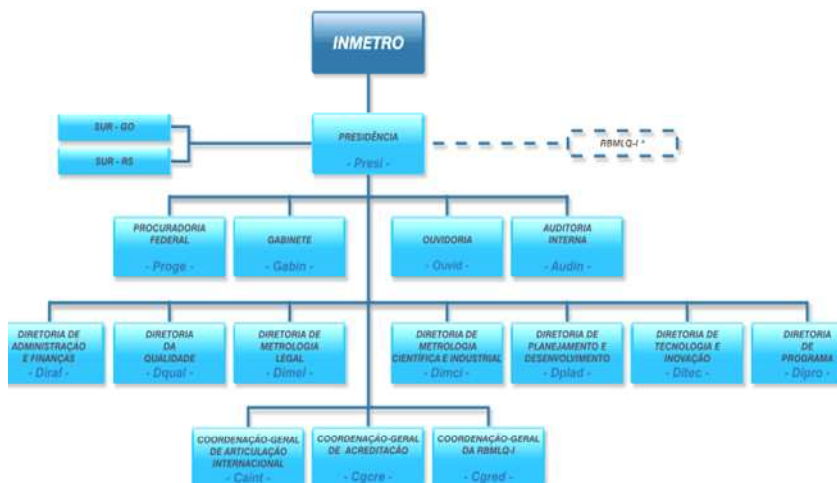 INMETRO
SUR - GO
SUR - RS
PRESIDÊNCIA
- Presi -
RBMLQ-I *
PROCURADORIA
FEDERAL
- Proge -
GABINETE
- Gabin -
OUVIDORIA
- Ouvid -
AUDITORIA
INTERNA
- Audin -
DIRETORIA DE
ADMINISTRAÇÃO
E FINANÇAS
- Diraf -
DIRETORIA
DA
QUALIDADE
- Dqual -
DIRETORIA DE
METROLOGIA
LEGAL
- Dimel -
DIRETORIA DE
METROLOGIA
CIENTÍFICA E INDUSTRIAL
- Dimci -
DIRETORIA DE
PLANEJAMENTO E
DESENVOLVIMENTO
- Dplad -
DIRETORIA DE
TECNOLOGIA E
INOVAÇÃO
- Ditec -
DIRETORIA
DE
PROGRAMA
- Dipro -
COORDENAÇÃO-GERAL
DE ARTICULAÇÃO
INTERNACIONAL
- Caint -
COORDENAÇÃO-GERAL
DE ACREDITAÇÃO
- Cgcre -
COORDENAÇÃO-GERAL
DA RBMLQ-I
- Cgred -